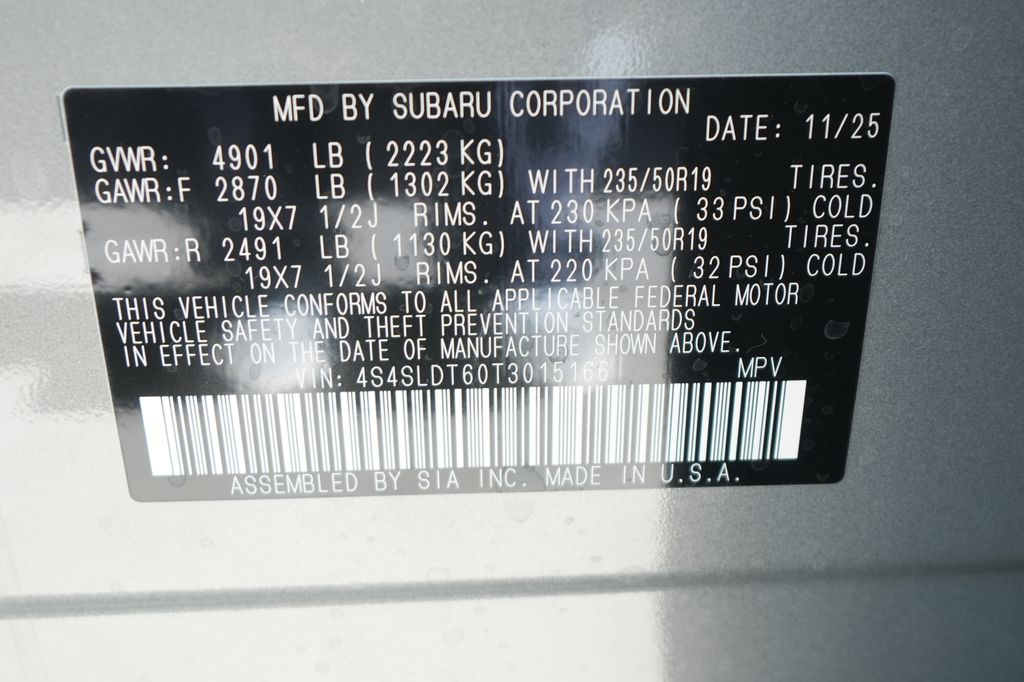 MFD BY SUBARU CORPORATION
DATE: 11/25
GVWR: 4901 LB ( 2223 KG)
GAWR:F 2870 LB ( 1302 KG) WITH 235/50R19 TIRES.
19X7 1/2J RIMS. AT 230 KPA ( 33 PSI) COLD
GAWR:R 2491 LB ( 1130 KG) WITH 235/50R19 TIRES.
19X7 1/2J RIMS. AT 220 KPA ( 32 PSI) COLD
THIS VEHICLE CONFORMS TO ALL APPLICABLE FEDERAL MOTOR
VEHICLE SAFETY AND THEFT PREVENTION STANDARDS
IN EFFECT ON THE DATE OF MANUFACTURE SHOWN ABOVE.
VIN: 4S4SLDT60T3015166 MPV
ASSEMBLED BY SIA INC. MADE IN U.S.A.